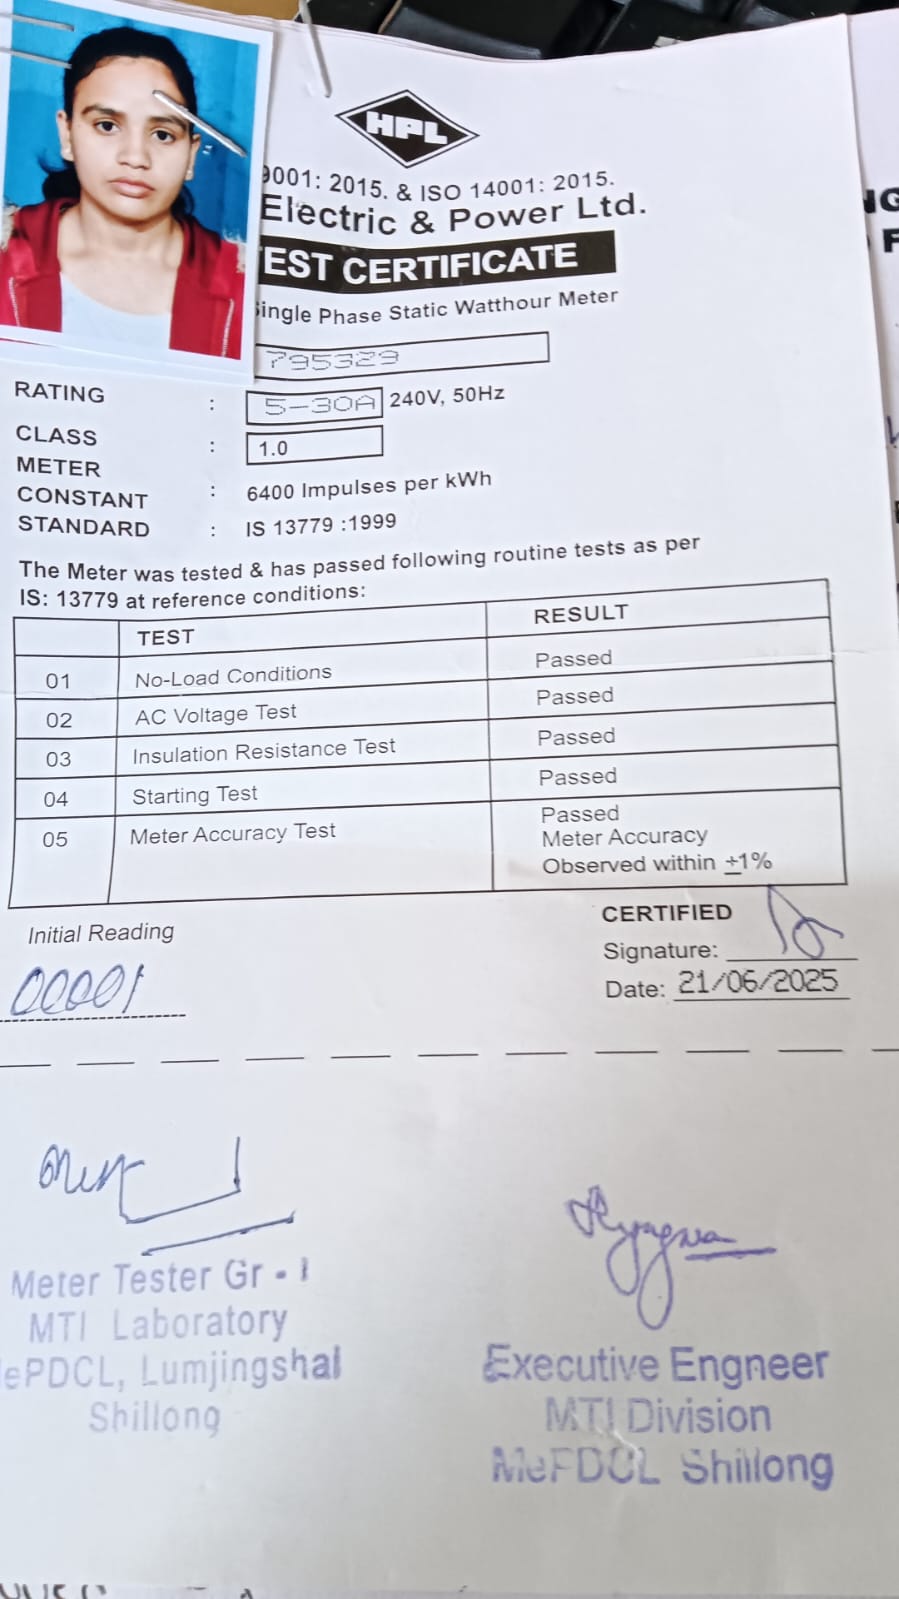 HPL
9001: 2015. & ISO 14001: 2015.
Electric & Power Ltd.
EST CERTIFICATE
Single Phase Static Watthour Meter
795329
RATING : 5-30A 240V, 50Hz
CLASS : 1.0
METER
CONSTANT : 6400 Impulses per kWh
STANDARD : IS 13779 :1999
The Meter was tested & has passed following routine tests as per
IS: 13779 at reference conditions:
TEST RESULT
01 No-Load Conditions Passed
02 AC Voltage Test Passed
03 Insulation Resistance Test Passed
04 Starting Test Passed
05 Meter Accuracy Test Passed
Meter Accuracy
Observed within ±1%
Initial Reading
00001
CERTIFIED
Signature:
Date: 21/06/2025
Meter Tester Gr - I
MTI Laboratory
ePDCL, Lumjingshai
Shillong
Executive Engneer
MTI Division
MePDCL Shillong